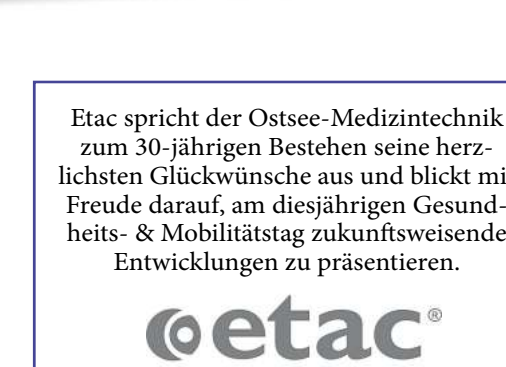 Etac spricht der Ostsee-Medizintechnik
zum 30-jährigen Bestehen seine herz-
lichsten Glückwünsche aus und blickt mi
Freude darauf, am diesjährigen Gesund-
heits- & Mobilitätstag zukunftsweisende
Entwicklungen zu präsentieren.
etac®